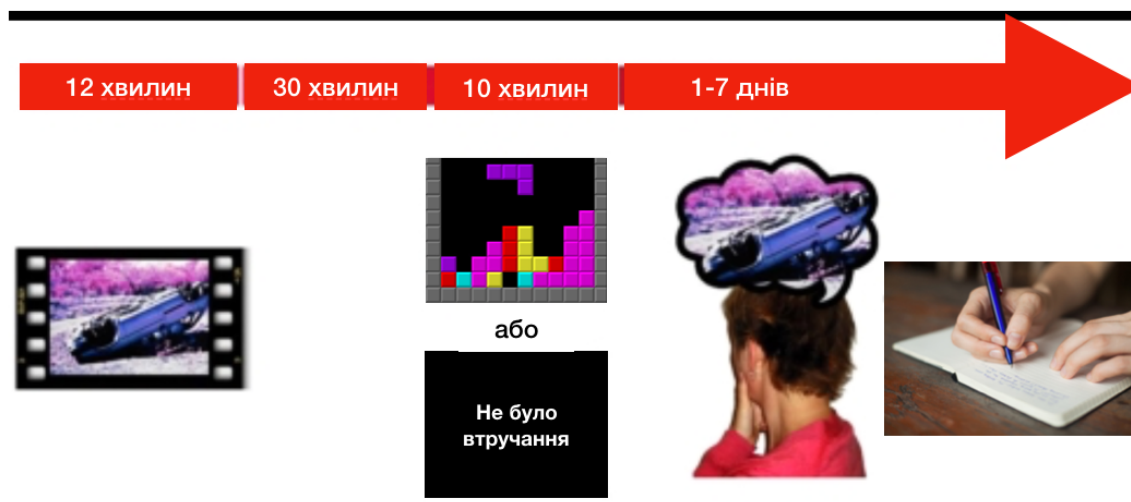 12 хвилин
30 хвилин
10 хвилин
1-7 днів
або
Не було
втручання